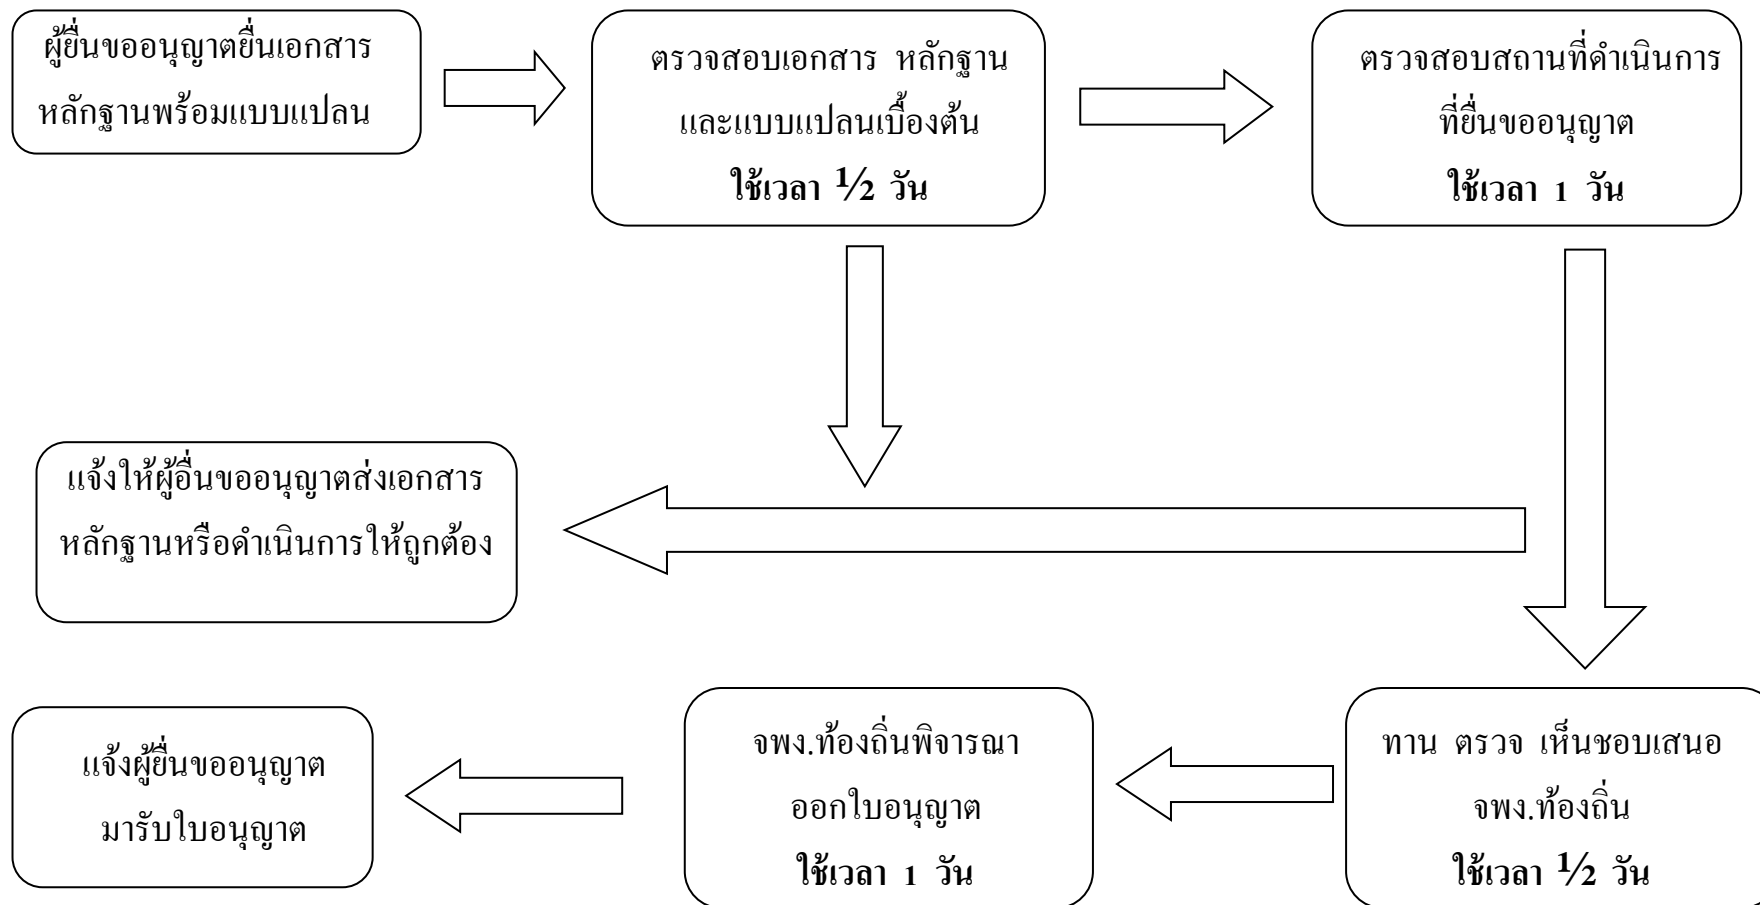 ผู้ยื่นขออนุญาตยื่นเอกสาร
หลักฐานพร้อมแบบแปลน
ตรวจสอบเอกสาร หลักฐาน
และแบบแปลนเบื้องต้น
ใช้เวลา ½ วัน
ตรวจสอบสถานที่ดำเนินการ
ที่ยื่นขออนุญาต
ใช้เวลา 1 วัน
แจ้งให้ผู้อื่นขออนุญาตส่งเอกสาร
หลักฐานหรือดำเนินการให้ถูกต้อง
แจ้งผู้ยื่นขออนุญาต
มารับใบอนุญาต
จพง.ท้องถิ่นพิจารณา
ออกใบอนุญาต
ใช้เวลา 1 วัน
ทาน ตรวจ เห็นชอบเสนอ
จพง.ท้องถิ่น
ใช้เวลา ½ วัน